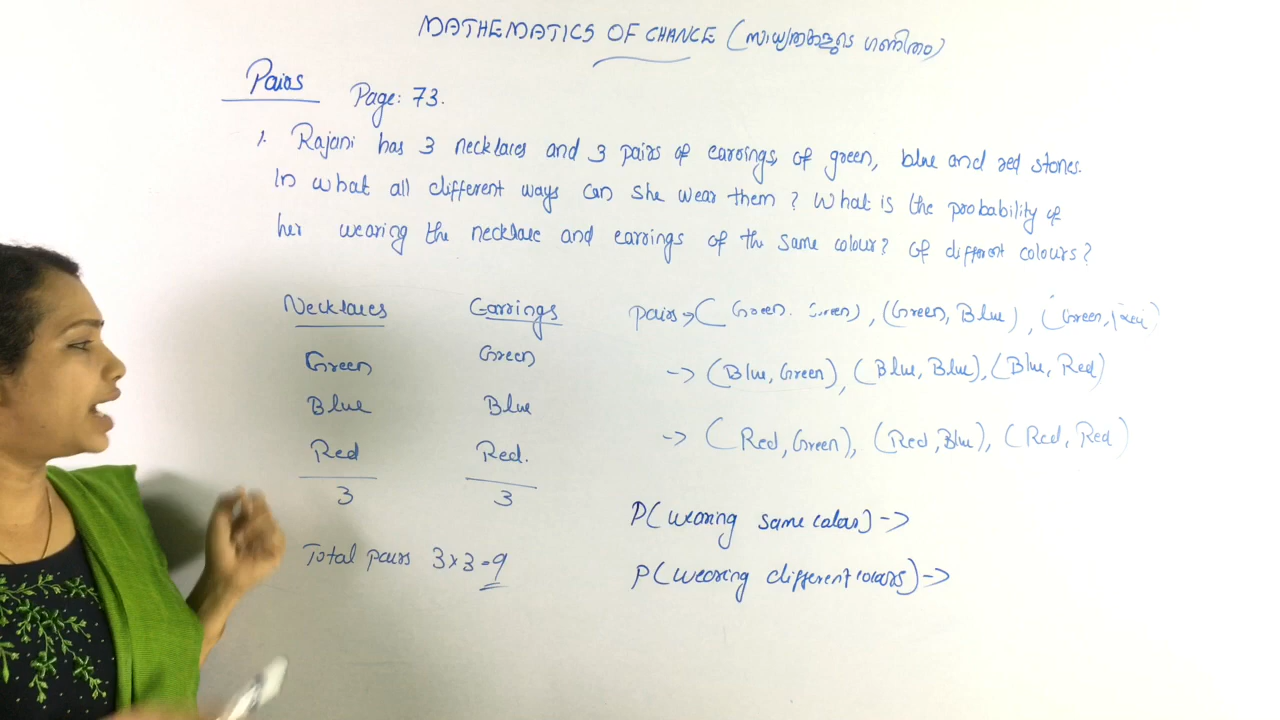 MATHEMATICS OF CHANCE (സാധ്യതകളുടെ ഗണിതം)
Pairs Page: 73.
1. Rajani has 3 necklaces and 3 pairs of earrings of green, blue and red stones.
In what all different ways can she wear them? What is the probability of
her wearing the necklace and earrings of the same colour? Of different colours?
Necklaces Earrings pairs → (Green, Green), (Green, Blue), (Green, Red)
Green Green
→ (Blue, Green), (Blue, Blue), (Blue, Red)
Blue Blue
→ (Red, Green), (Red, Blue), (Red, Red)
Red Red.
3 3
P(wearing same colour) →
Total pairs 3×3=9
P(wearing different colours) →